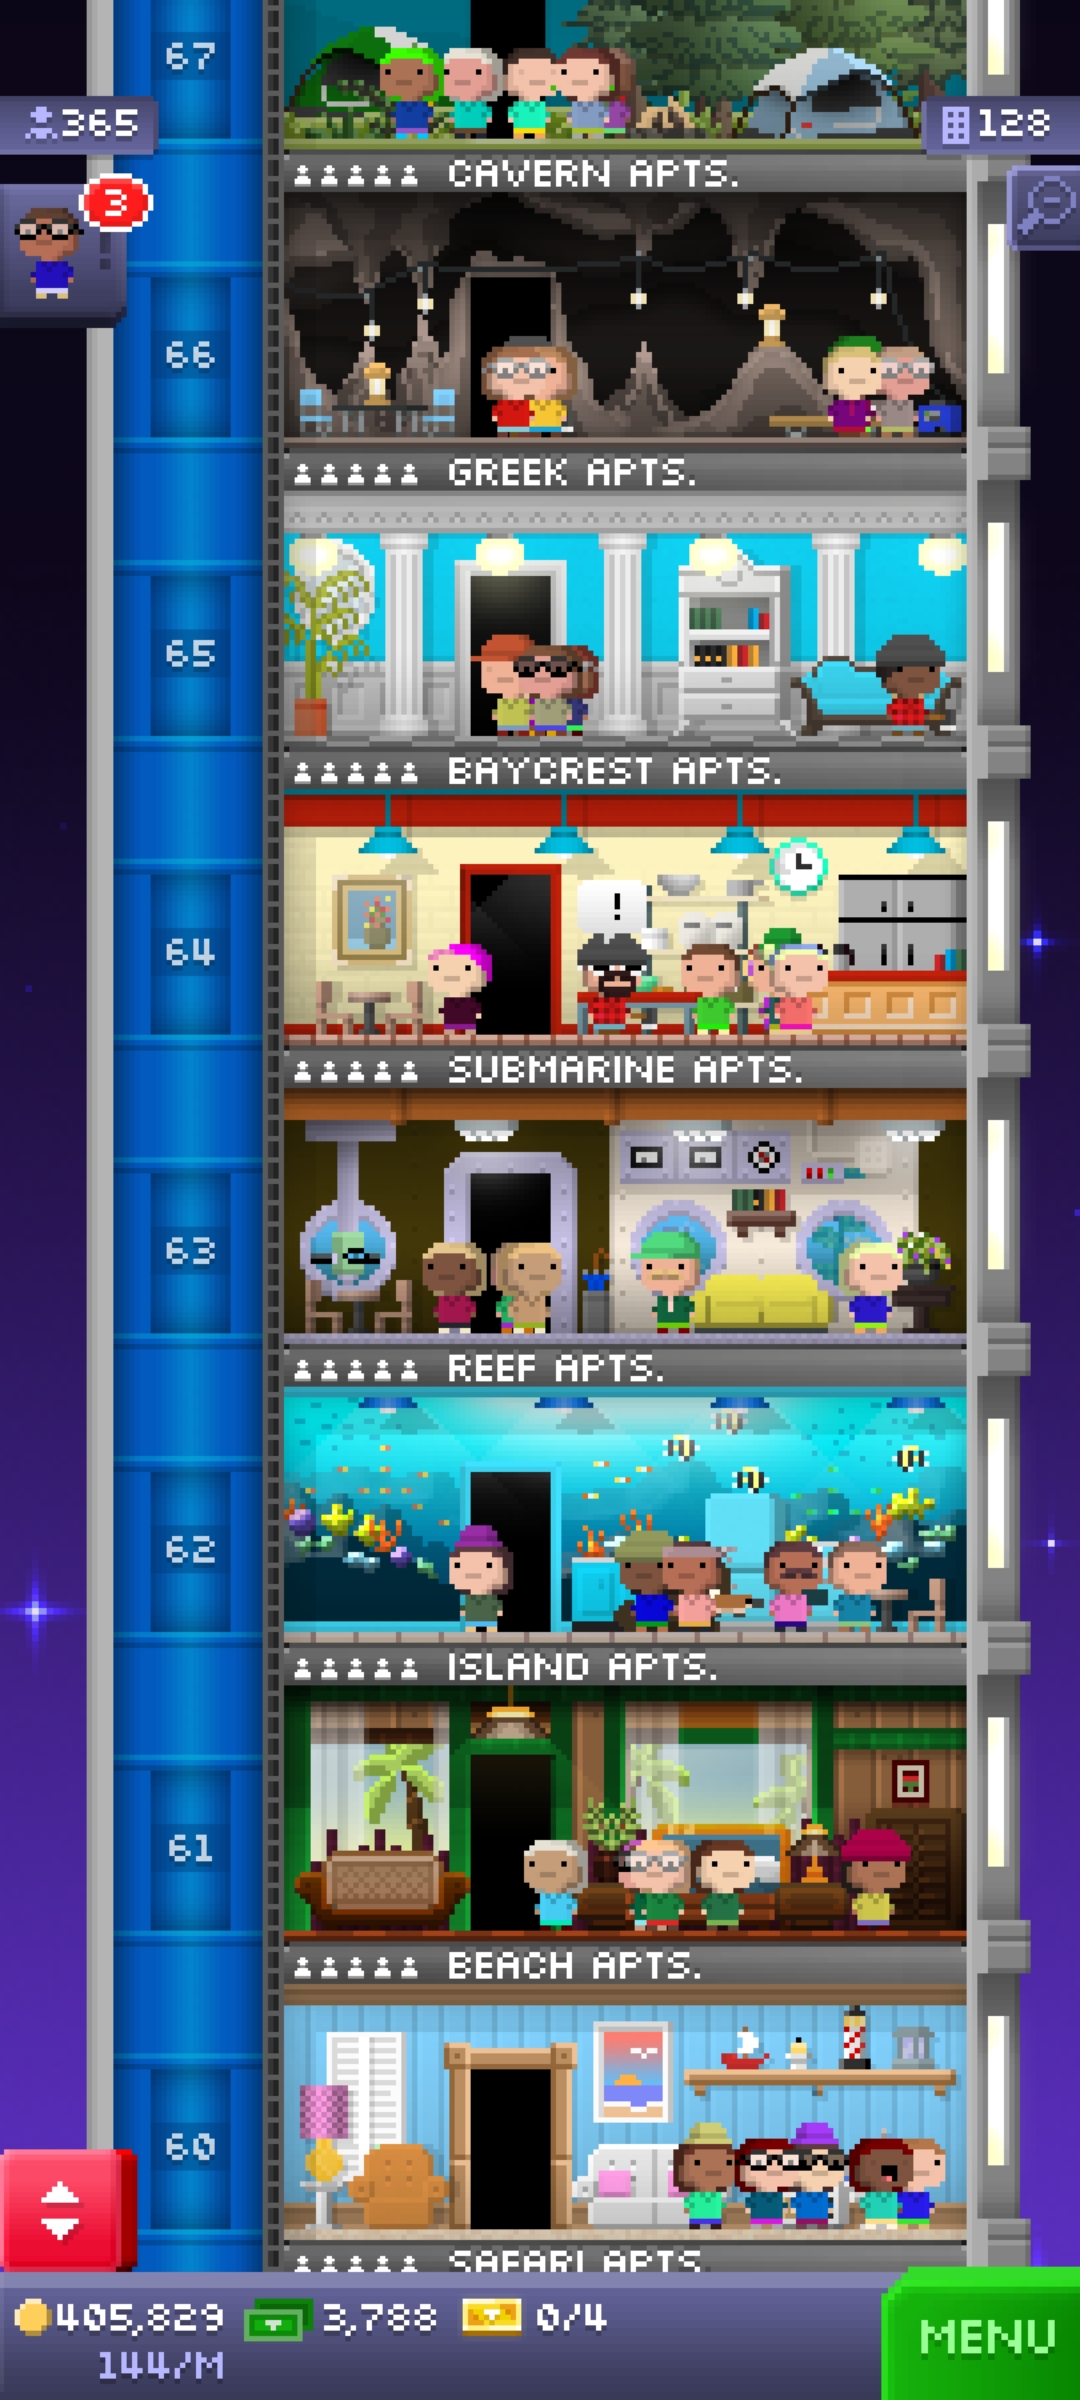 67
365
128
CAVERN APTS.
3
!
66
GREEK APTS.
65
BAYCREST APTS.
!
64
SUBMARINE APTS.
63
REEF APTS.
62
ISLAND APTS.
61
BEACH APTS.
60
SAFARI APTS.
405,829 3,788 0/4
144/M
MENU